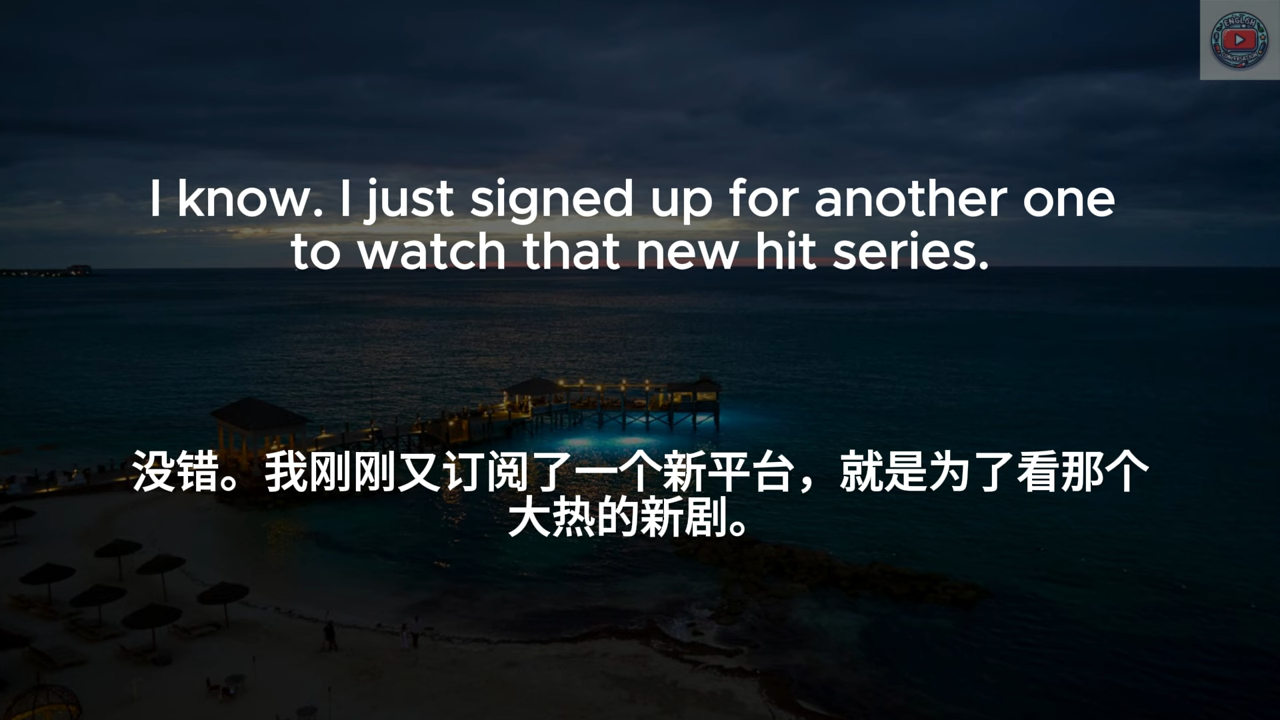 I know. I just signed up for another one
to watch that new hit series.
没错。我刚刚又订阅了一个新平台，就是为了看那个
大热的新剧。